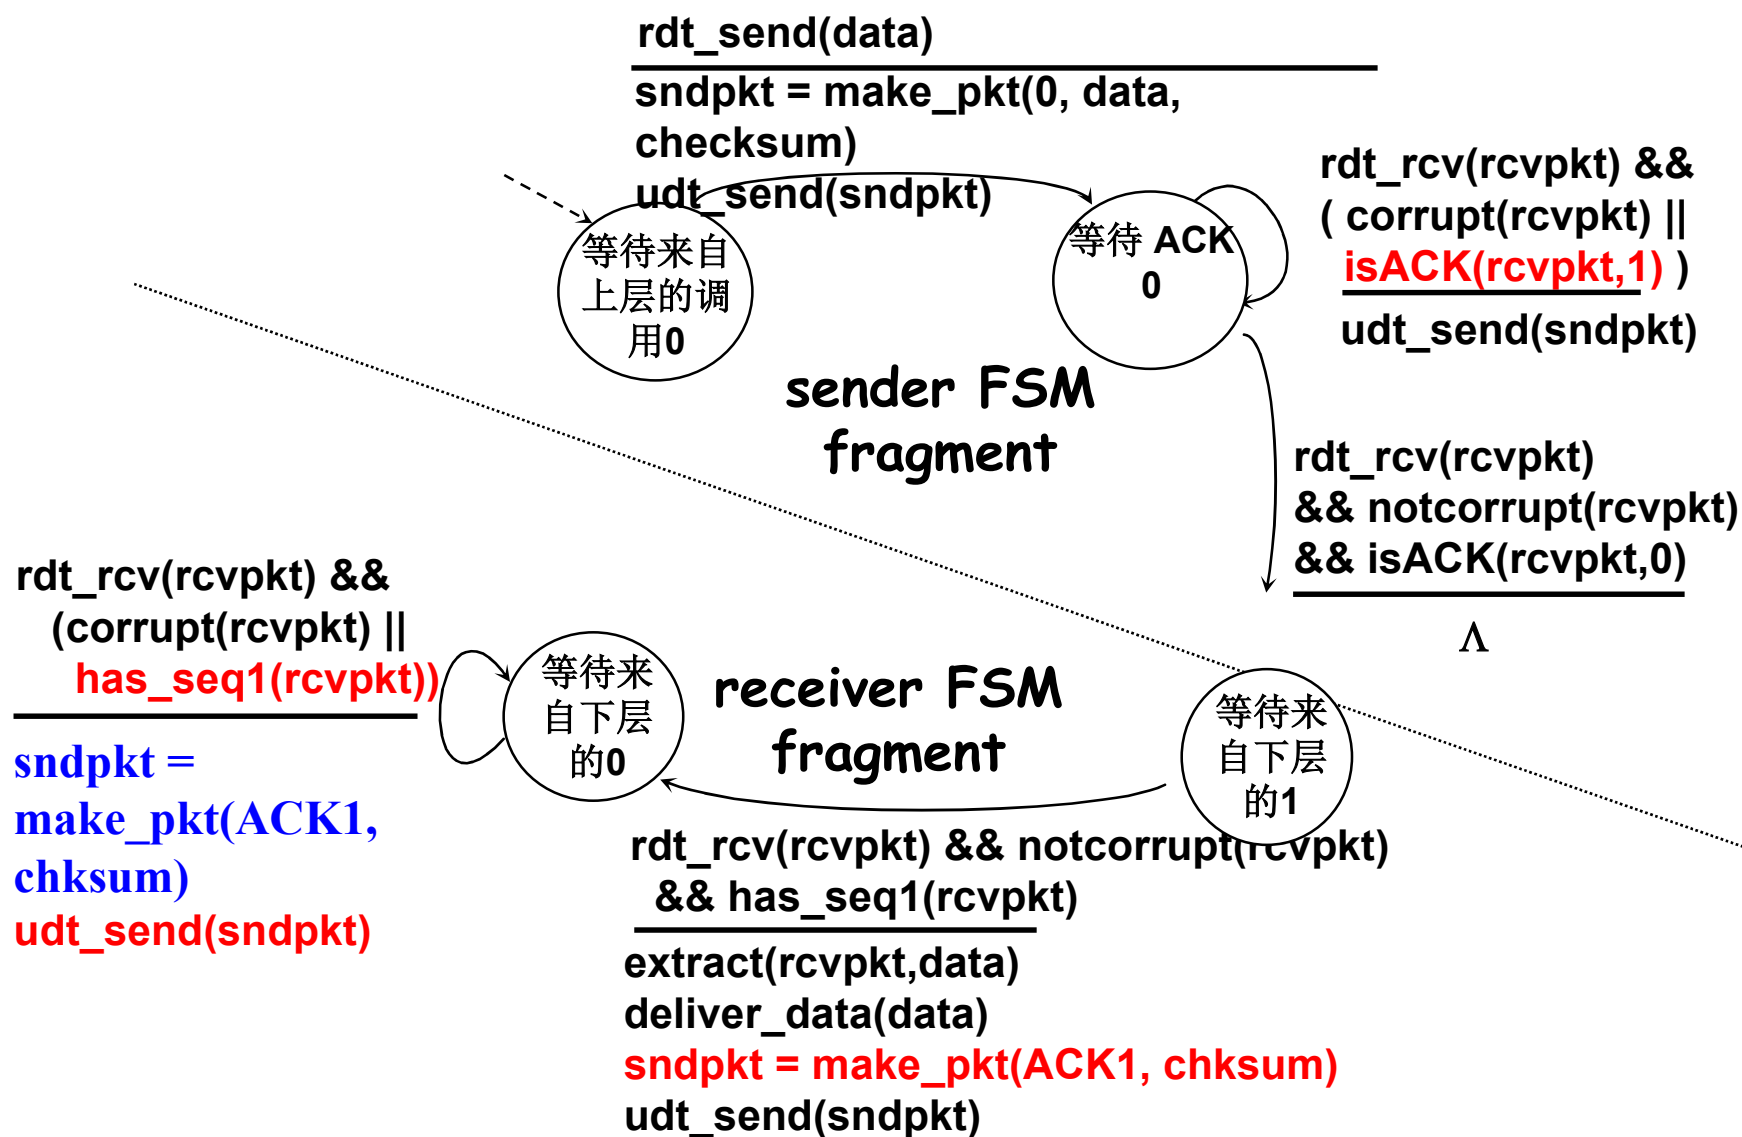 rdt_send(data)
sndpkt = make_pkt(0, data,
checksum)
udt_send(sndpkt)
等待来自
上层的调
用0
等待 ACK
0
rdt_rcv(rcvpkt) &&
( corrupt(rcvpkt) ||
isACK(rcvpkt,1) )
udt_send(sndpkt)
sender FSM
fragment
rdt_rcv(rcvpkt)
&& notcorrupt(rcvpkt)
&& isACK(rcvpkt,0)
Λ
rdt_rcv(rcvpkt) &&
(corrupt(rcvpkt) ||
has_seq1(rcvpkt))
sndpkt =
make_pkt(ACK1,
chksum)
udt_send(sndpkt)
等待来
自下层
的0
receiver FSM
fragment
等待来
自下层
的1
rdt_rcv(rcvpkt) && notcorrupt(rcvpkt)
&& has_seq1(rcvpkt)
extract(rcvpkt,data)
deliver_data(data)
sndpkt = make_pkt(ACK1, chksum)
udt_send(sndpkt)